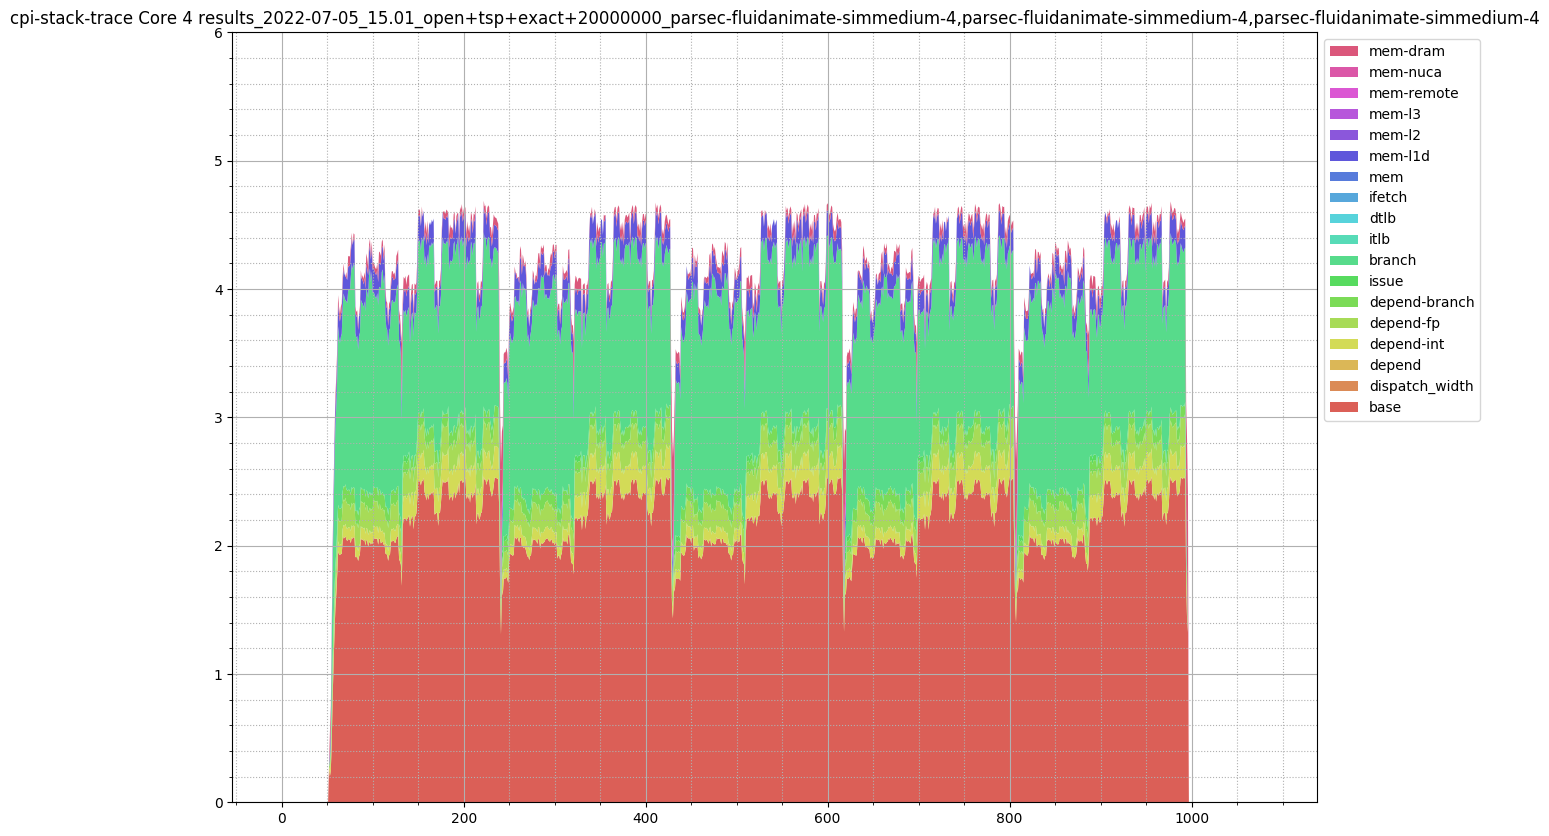 cpi-stack-trace Core 4 results_2022-07-05_15.01_open+tsp+exact+20000000_parsec-fluidanimate-simmedium-4,parsec-fluidanimate-simmedium-4,parsec-fluidanimate-simmedium-4
6
5
4
3
2
1
0
0 200 400 600 800 1000
mem-dram
mem-nuca
mem-remote
mem-l3
mem-l2
mem-l1d
mem
ifetch
dtlb
itlb
branch
issue
depend-branch
depend-fp
depend-int
depend
dispatch_width
base